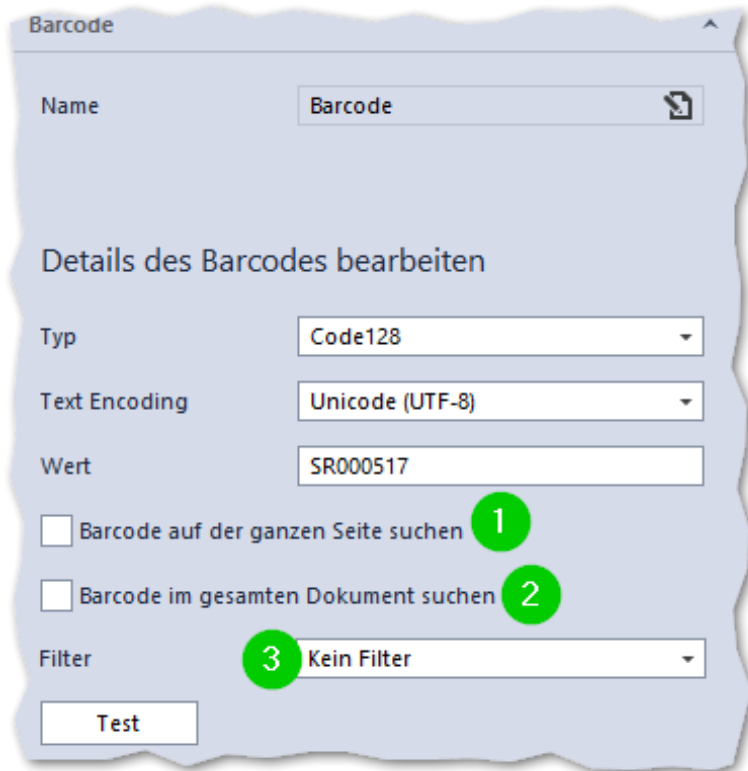 Barcode
Name Barcode
Details des Barcodes bearbeiten
Typ Code128
Text Encoding Unicode (UTF-8)
Wert SR000517
Barcode auf der ganzen Seite suchen 1
Barcode im gesamten Dokument suchen 2
Filter 3 Kein Filter
Test